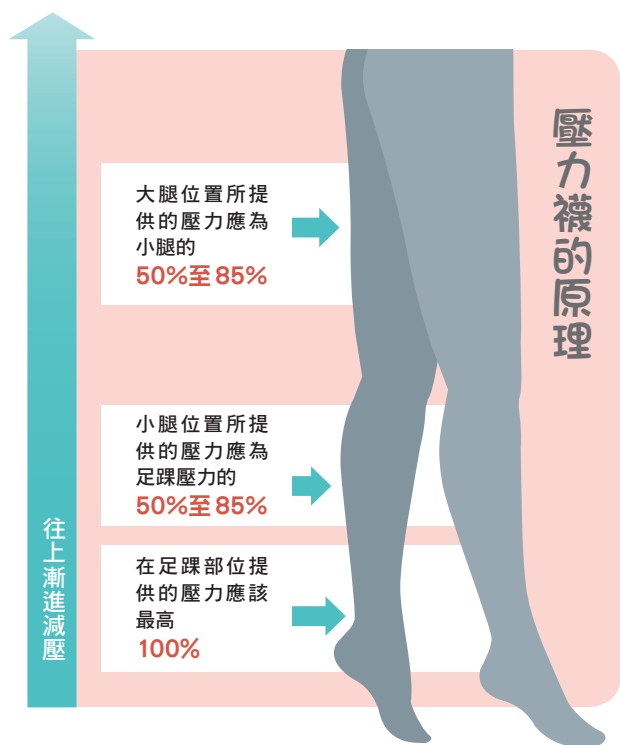 壓力襪的原理
大腿位置所提
供的壓力應為
小腿的
50%至85%
小腿位置所提
供的壓力應為
足踝壓力的
50%至85%
在足踝部位提
供的壓力應該
最高
100%
往上漸進減壓